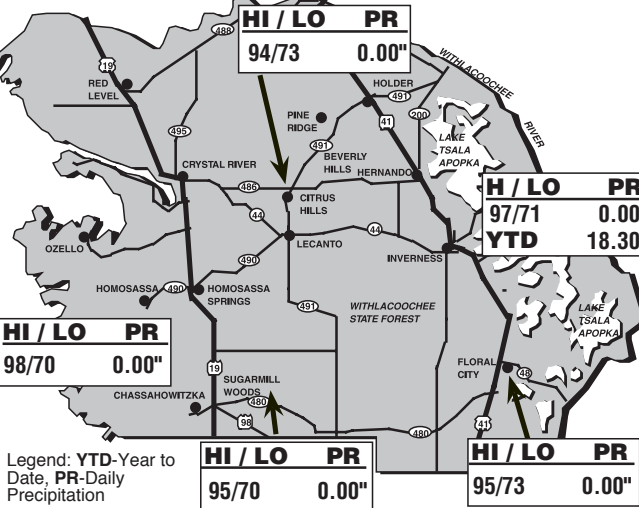 HI / LO PR
94/73 0.00"
488
19
RED
LEVEL
WITHLACOOCHEE
RIVER
HOLDER
491
200
41
PINE
RIDGE
LAKE
TSALA
APOPKA
495
491
BEVERLY
HILLS
CRYSTAL RIVER
HERNANDO
486
CITRUS
HILLS
H / LO PR
97/71 0.00
YTD 18.30
44
44
OZELLO
LECANTO
INVERNESS
490
HOMOSASSA
490
HOMOSASSA
SPRINGS
491
WITHLACOOCHEE
STATE FOREST
LAKE
TSALA
APOPKA
HI / LO PR
98/70 0.00"
19
FLORAL
CITY
48
SUGARMILL
WOODS
CHASSAHOWITZKA
480
98
41
480
HI / LO PR
95/70 0.00"
HI / LO PR
95/73 0.00"
Legend: YTD-Year to
Date, PR-Daily
Precipitation